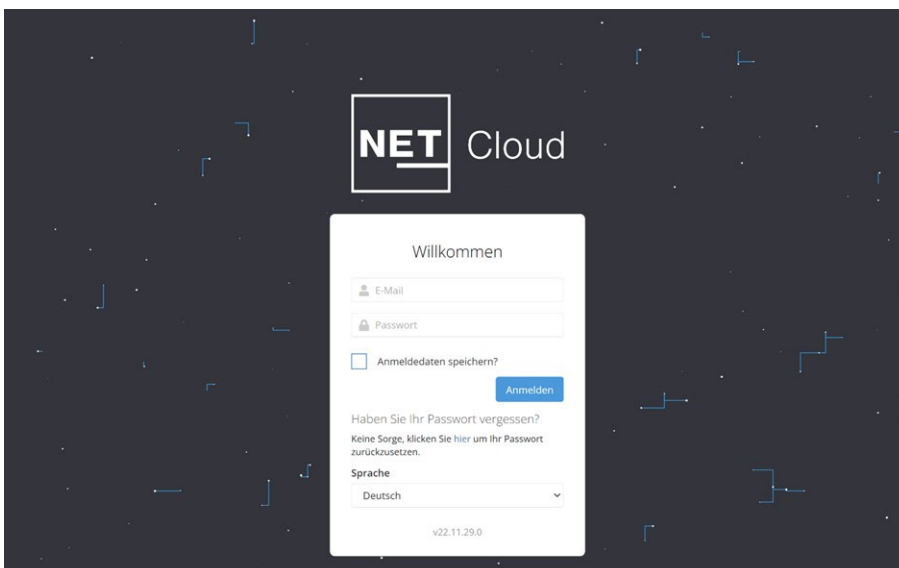 NET Cloud
Willkommen
E-Mail
Passwort
Anmeldedaten speichern?
Anmelden
Haben Sie Ihr Passwort vergessen?
Keine Sorge, klicken Sie hier um Ihr Passwort
zurückzusetzen.
Sprache
Deutsch
v22.11.29.0